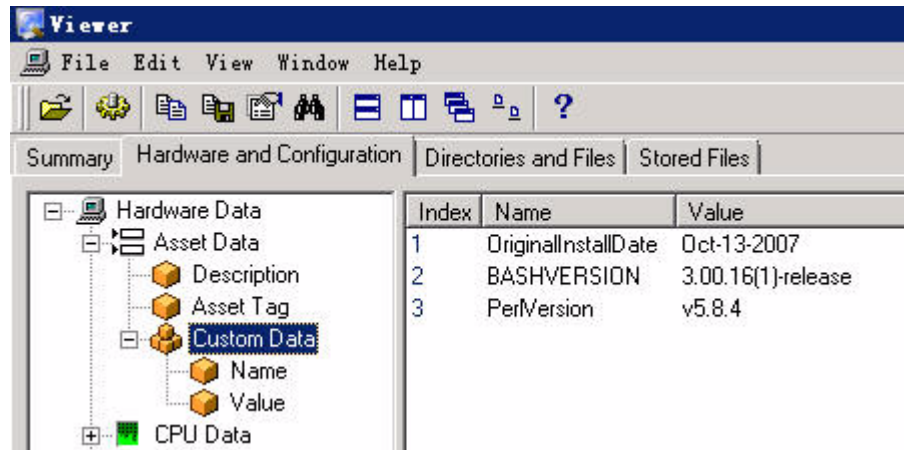 Viewer
File Edit View Window Help
?
Summary Hardware and Configuration Directories and Files Stored Files
Hardware Data
Asset Data
Description
Asset Tag
Custom Data
Name
Value
CPU Data
Index Name Value
1 OriginalInstallDate Oct-13-2007
2 BASHVERSION 3.00.16(1)-release
3 PerlVersion v5.8.4